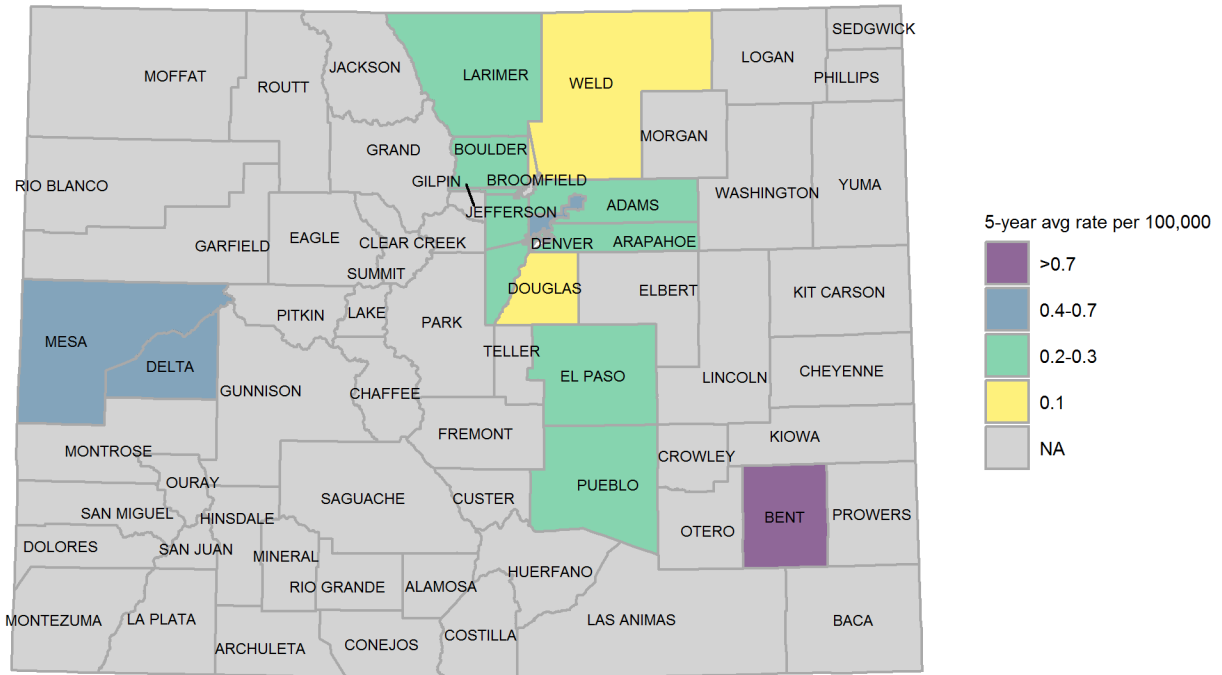 SEDGWICK
LOGAN
JACKSON
LARIMER
MOFFAT
PHILLIPS
WELD
ROUTT
MORGAN
GRAND
BOULDER
GILPIN
BROOMFIELD
RIO BLANCO
WASHINGTON
YUMA
ADAMS
JEFFERSON
EAGLE
GARFIELD
CLEAR CREEK
DENVER
ARAPAHOE
SUMMIT
DOUGLAS
ELBERT
KIT CARSON
PITKIN
LAKE
PARK
MESA
TELLER
DELTA
CHEYENNE
EL PASO
LINCOLN
GUNNISON
CHAFFEE
FREMONT
KIOWA
MONTROSE
CROWLEY
OURAY
PUEBLO
SAGUACHE
CUSTER
SAN MIGUEL
HINSDALE
BENT
PROWERS
OTERO
DOLORES
SAN JUAN
MINERAL
HUERFANO
RIO GRANDE
ALAMOSA
MONTEZUMA
LA PLATA
LAS ANIMAS
BACA
COSTILLA
CONEJOS
ARCHULETA
5-year avg rate per 100,000
>0.7
0.4-0.7
0.2-0.3
0.1
NA